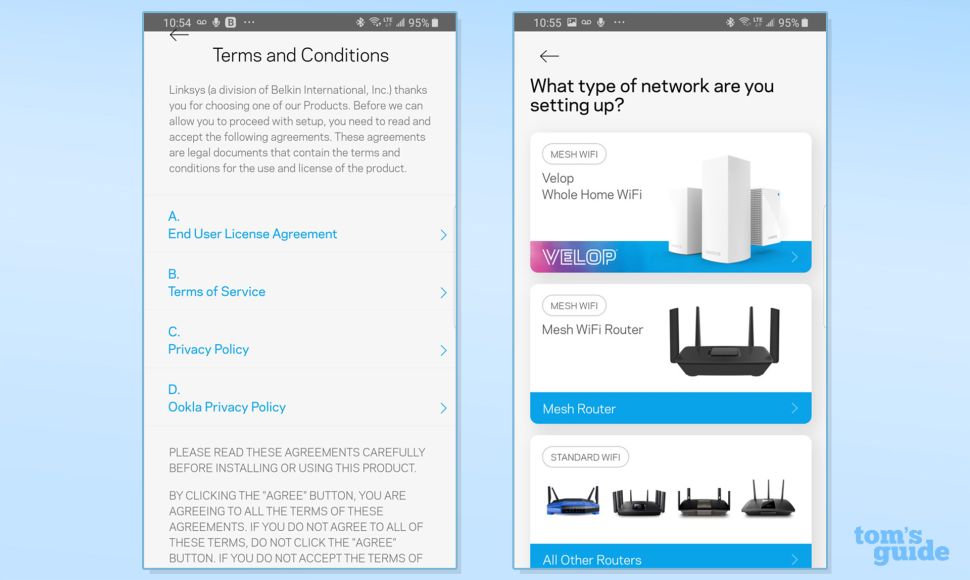 10:54
B
LTE
95%
Terms and Conditions
Linksys (a division of Belkin International, Inc.) thanks
you for choosing one of our Products. Before we can
allow you to proceed with setup, you need to read and
accept the following agreements. These agreements
are legal documents that contain the terms and
conditions for the use and license of the product.
A.
End User License Agreement
B.
Terms of Service
C.
Privacy Policy
D.
Ookla Privacy Policy
PLEASE READ THESE AGREEMENTS CAREFULLY
BEFORE INSTALLING OR USING THIS PRODUCT.
BY CLICKING THE "AGREE" BUTTON, YOU ARE
AGREEING TO ALL THE TERMS OF THESE
AGREEMENTS. IF YOU DO NOT AGREE TO ALL OF
THESE TERMS, DO NOT CLICK THE "AGREE"
BUTTON. IF YOU DO NOT ACCEPT THE TERMS OF
10:55
LTE
95%
What type of network are you
setting up?
MESH WIFI
Velop
Whole Home WiFi
VELOP
MESH WIFI
Mesh WiFi Router
Mesh Router
STANDARD WIFI
All Other Routers
tom's
guide